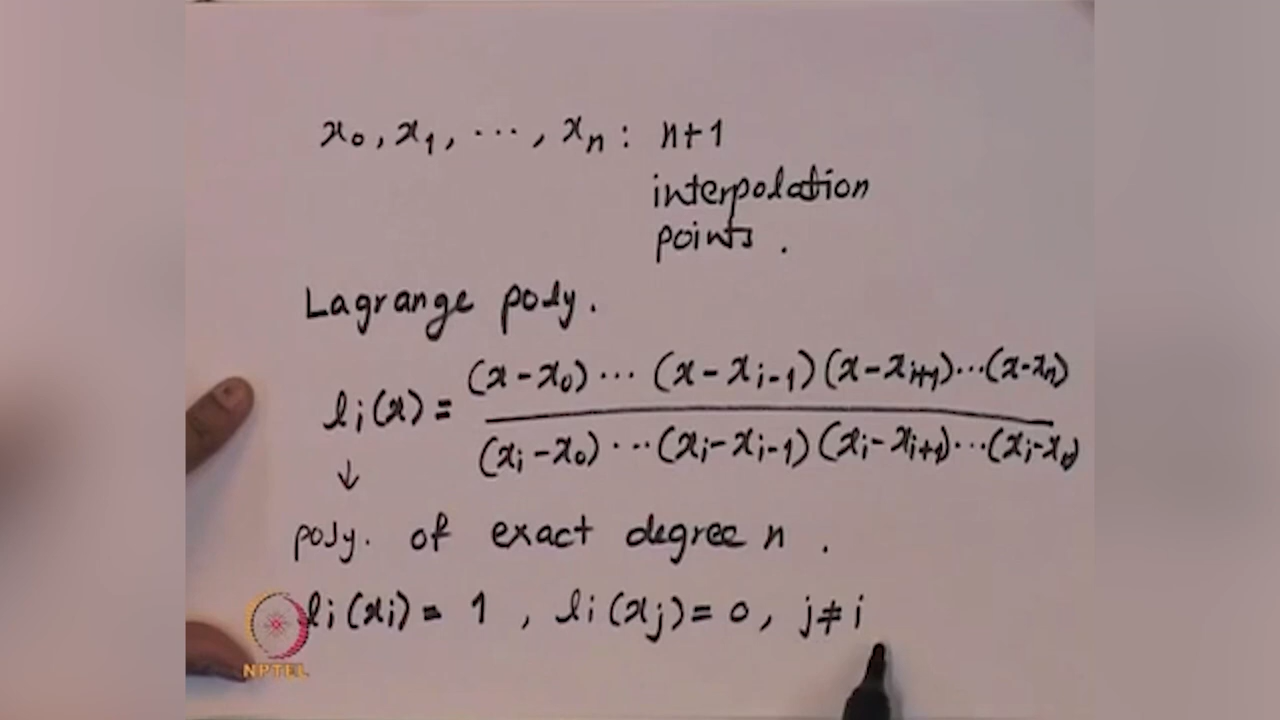 x₀, x₁, ⋯, xₙ : n+1
interpolation
points .
Lagrange poly.
lᵢ(x) = (x-x₀)⋯(x-xᵢ₋₁)(x-xᵢ₊₁)⋯(x-xₙ) / (xᵢ-x₀)⋯(xᵢ-xᵢ₋₁)(xᵢ-xᵢ₊₁)⋯(xᵢ-xₙ)
↓
poly. of exact degree n .
lᵢ(xᵢ) = 1 , lᵢ(xⱼ) = 0, j≠i
NPTEL